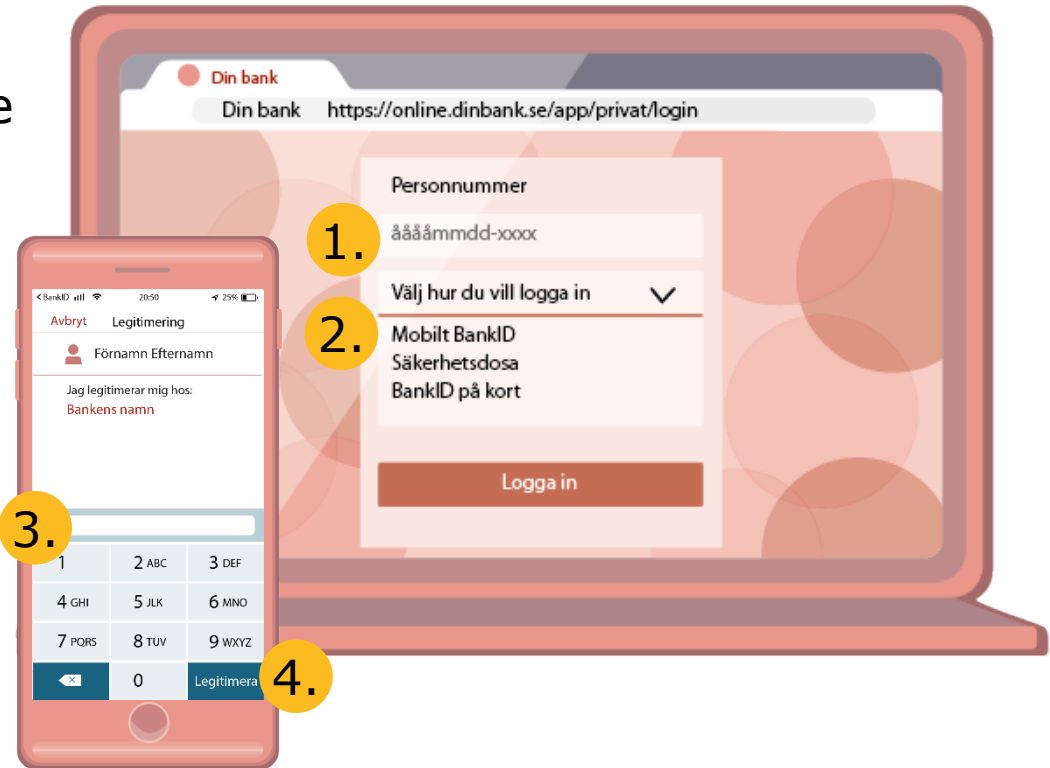 e
Din bank
Din bank https://online.dinbank.se/app/privat/login
Personnummer
1.
ååååmmdd-xxxx
Välj hur du vill logga in
2.
Mobilt BankID
Säkerhetsdosa
BankID på kort
Logga in
<BankID 20:50 25%
Avbryt Legitimering
Förnamn Efternamn
Jag legitimerar mig hos:
Bankens namn
3.
1 2 ABC 3 DEF
4 GHI 5 JLK 6 MNO
7 PQRS 8 TUV 9 WXYZ
0 Legitimera
4.